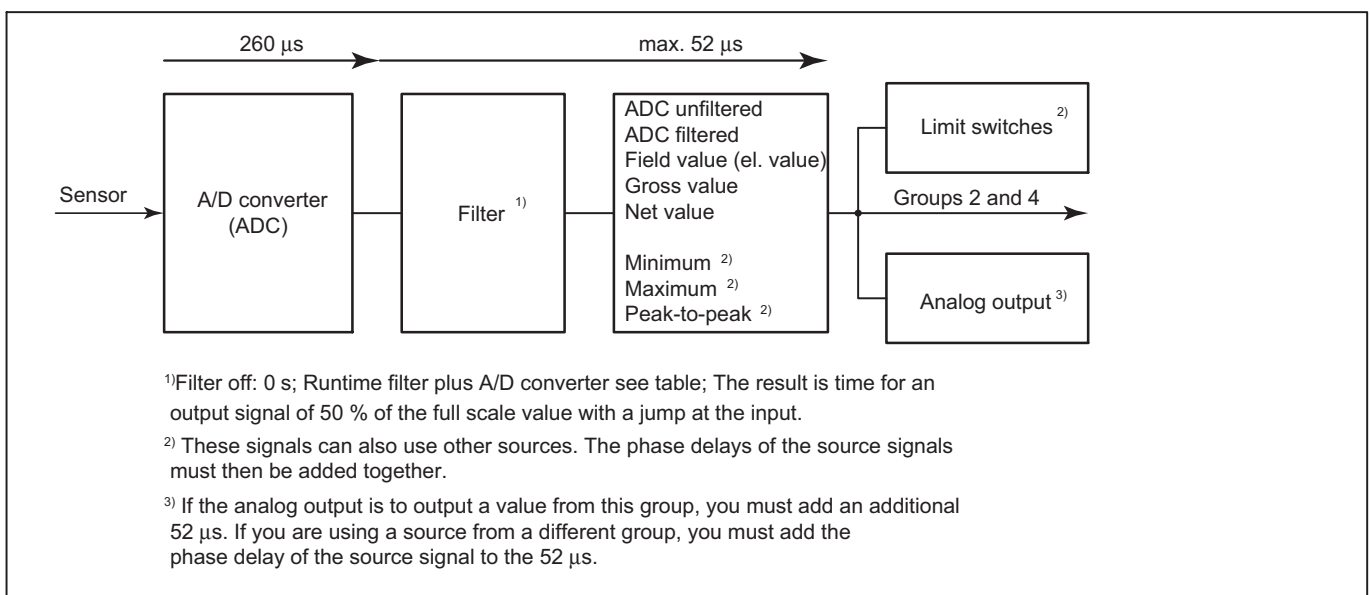 260 μs
max. 52 μs
Sensor
A/D converter
(ADC)
Filter 1)
ADC unfiltered
ADC filtered
Field value (el. value)
Gross value
Net value
Minimum 2)
Maximum 2)
Peak-to-peak 2)
Limit switches 2)
Groups 2 and 4
Analog output 3)
1)Filter off: 0 s; Runtime filter plus A/D converter see table; The result is time for an
output signal of 50 % of the full scale value with a jump at the input.
2) These signals can also use other sources. The phase delays of the source signals
must then be added together.
3) If the analog output is to output a value from this group, you must add an additional
52 μs. If you are using a source from a different group, you must add the
phase delay of the source signal to the 52 μs.